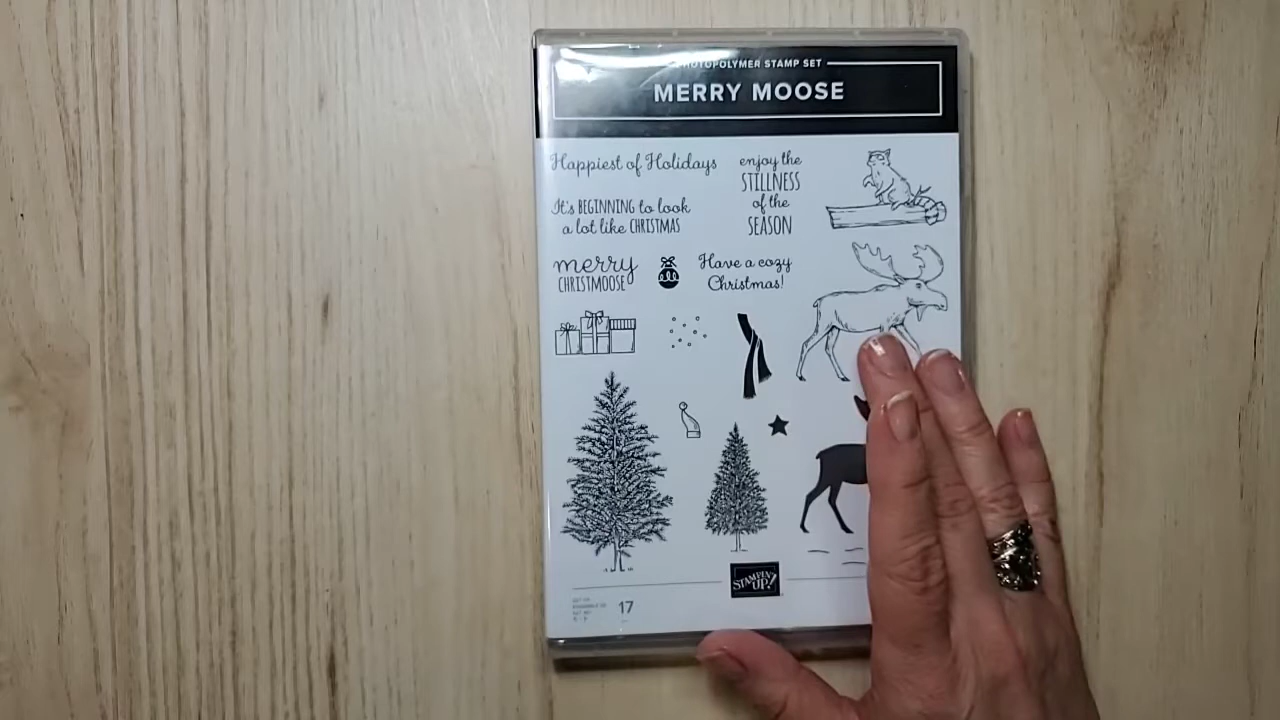 PHOTOPOLYMER STAMP SET
MERRY MOOSE
Happiest of Holidays
enjoy the
STILLNESS
of the
SEASON
It's BEGINNING to look
a lot like CHRISTMAS
merry
CHRISTMOOSE
Have a cozy
Christmas!
STAMPIN' UP!
17